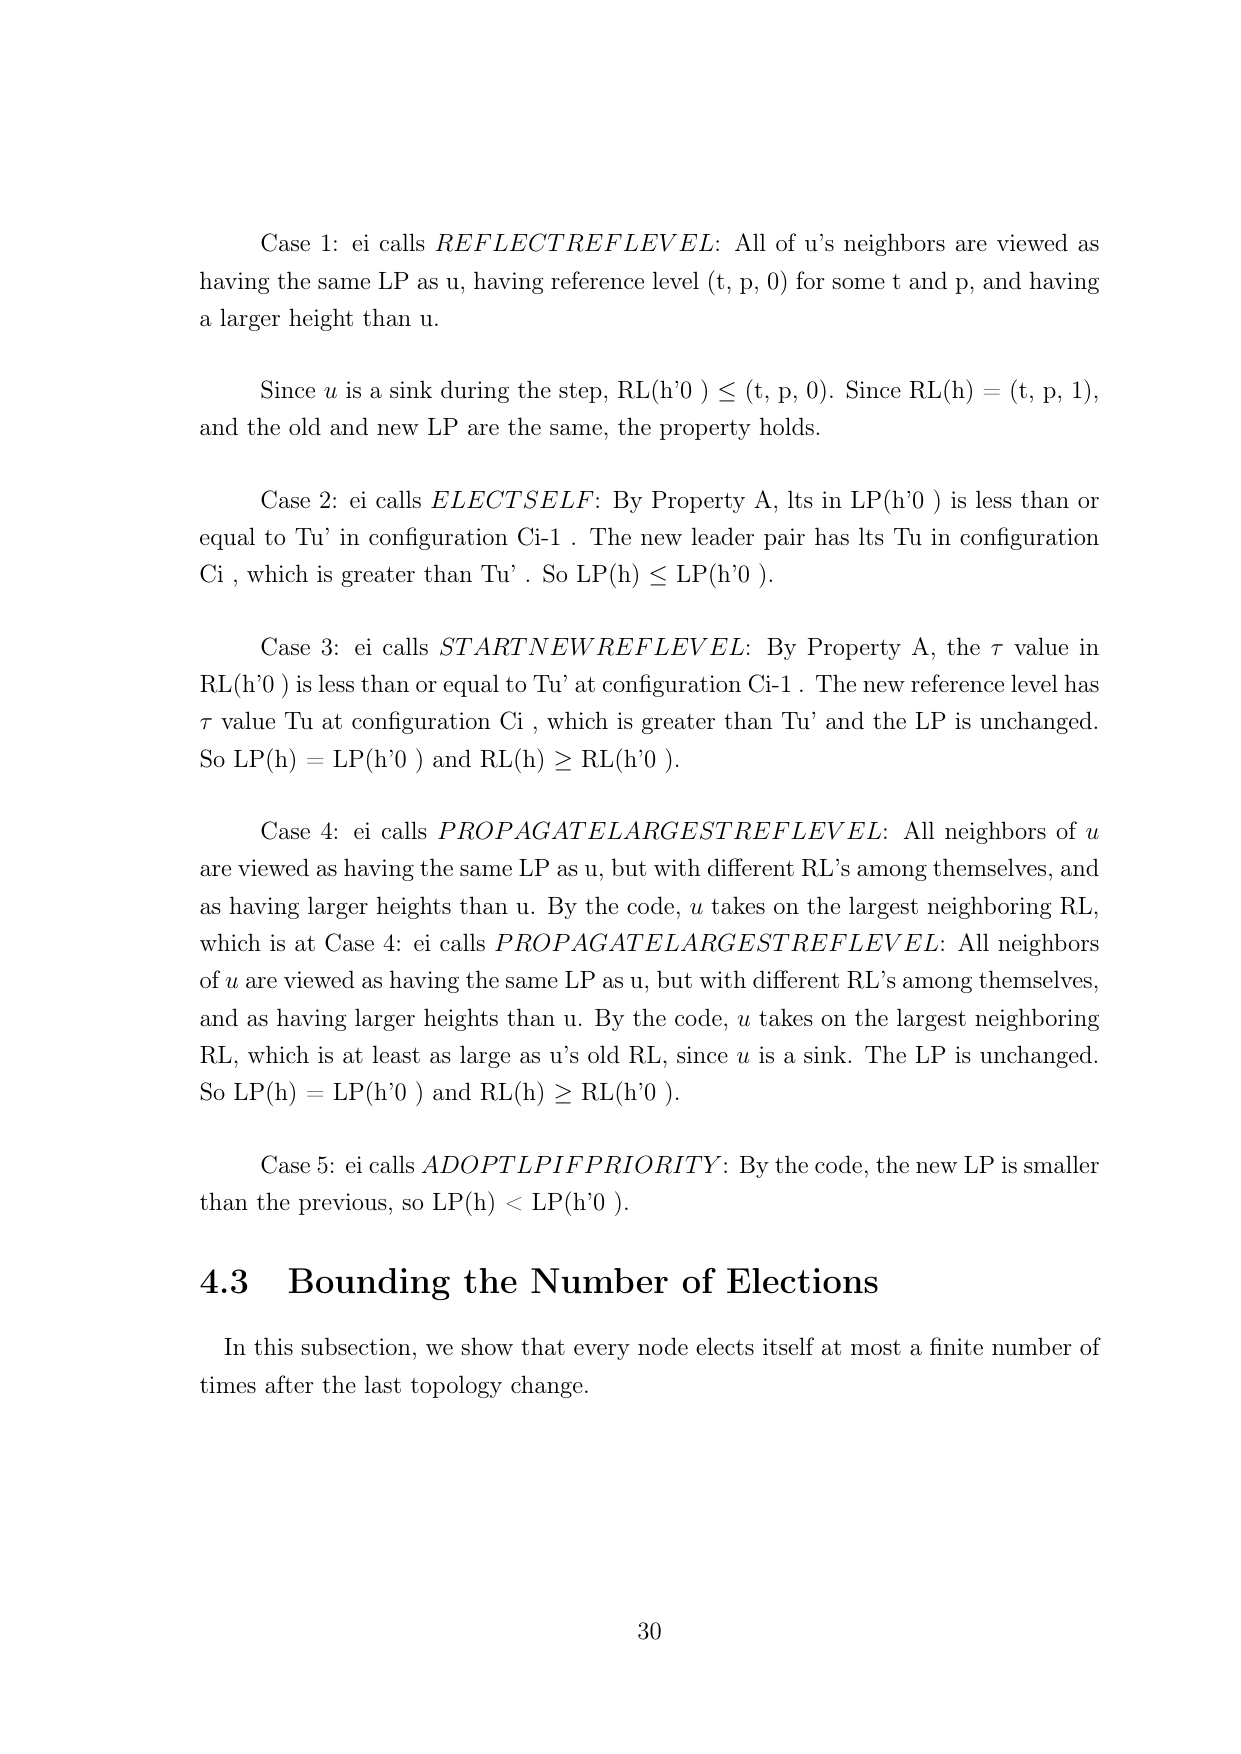 Case 1: ei calls REFLECTREFLEVEL: All of u's neighbors are viewed as
having the same LP as u, having reference level (t, p, 0) for some t and p, and having
a larger height than u.
Since u is a sink during the step, RL(h'0 ) ≤ (t, p, 0). Since RL(h) = (t, p, 1),
and the old and new LP are the same, the property holds.
Case 2: ei calls ELECTSELF: By Property A, lts in LP(h'0 ) is less than or
equal to Tu' in configuration Ci-1 . The new leader pair has lts Tu in configuration
Ci , which is greater than Tu' . So LP(h) ≤ LP(h'0 ).
Case 3: ei calls STARTNEWREFLEVEL: By Property A, the τ value in
RL(h'0 ) is less than or equal to Tu' at configuration Ci-1 . The new reference level has
τ value Tu at configuration Ci , which is greater than Tu' and the LP is unchanged.
So LP(h) = LP(h'0 ) and RL(h) ≥ RL(h'0 ).
Case 4: ei calls PROPAGATELARGESTREFLEVEL: All neighbors of u
are viewed as having the same LP as u, but with different RL's among themselves, and
as having larger heights than u. By the code, u takes on the largest neighboring RL,
which is at Case 4: ei calls PROPAGATELARGESTREFLEVEL: All neighbors
of u are viewed as having the same LP as u, but with different RL's among themselves,
and as having larger heights than u. By the code, u takes on the largest neighboring
RL, which is at least as large as u's old RL, since u is a sink. The LP is unchanged.
So LP(h) = LP(h'0 ) and RL(h) ≥ RL(h'0 ).
Case 5: ei calls ADOPTLPIFPRIORITY: By the code, the new LP is smaller
than the previous, so LP(h) < LP(h'0 ).
4.3 Bounding the Number of Elections
In this subsection, we show that every node elects itself at most a finite number of
times after the last topology change.
30